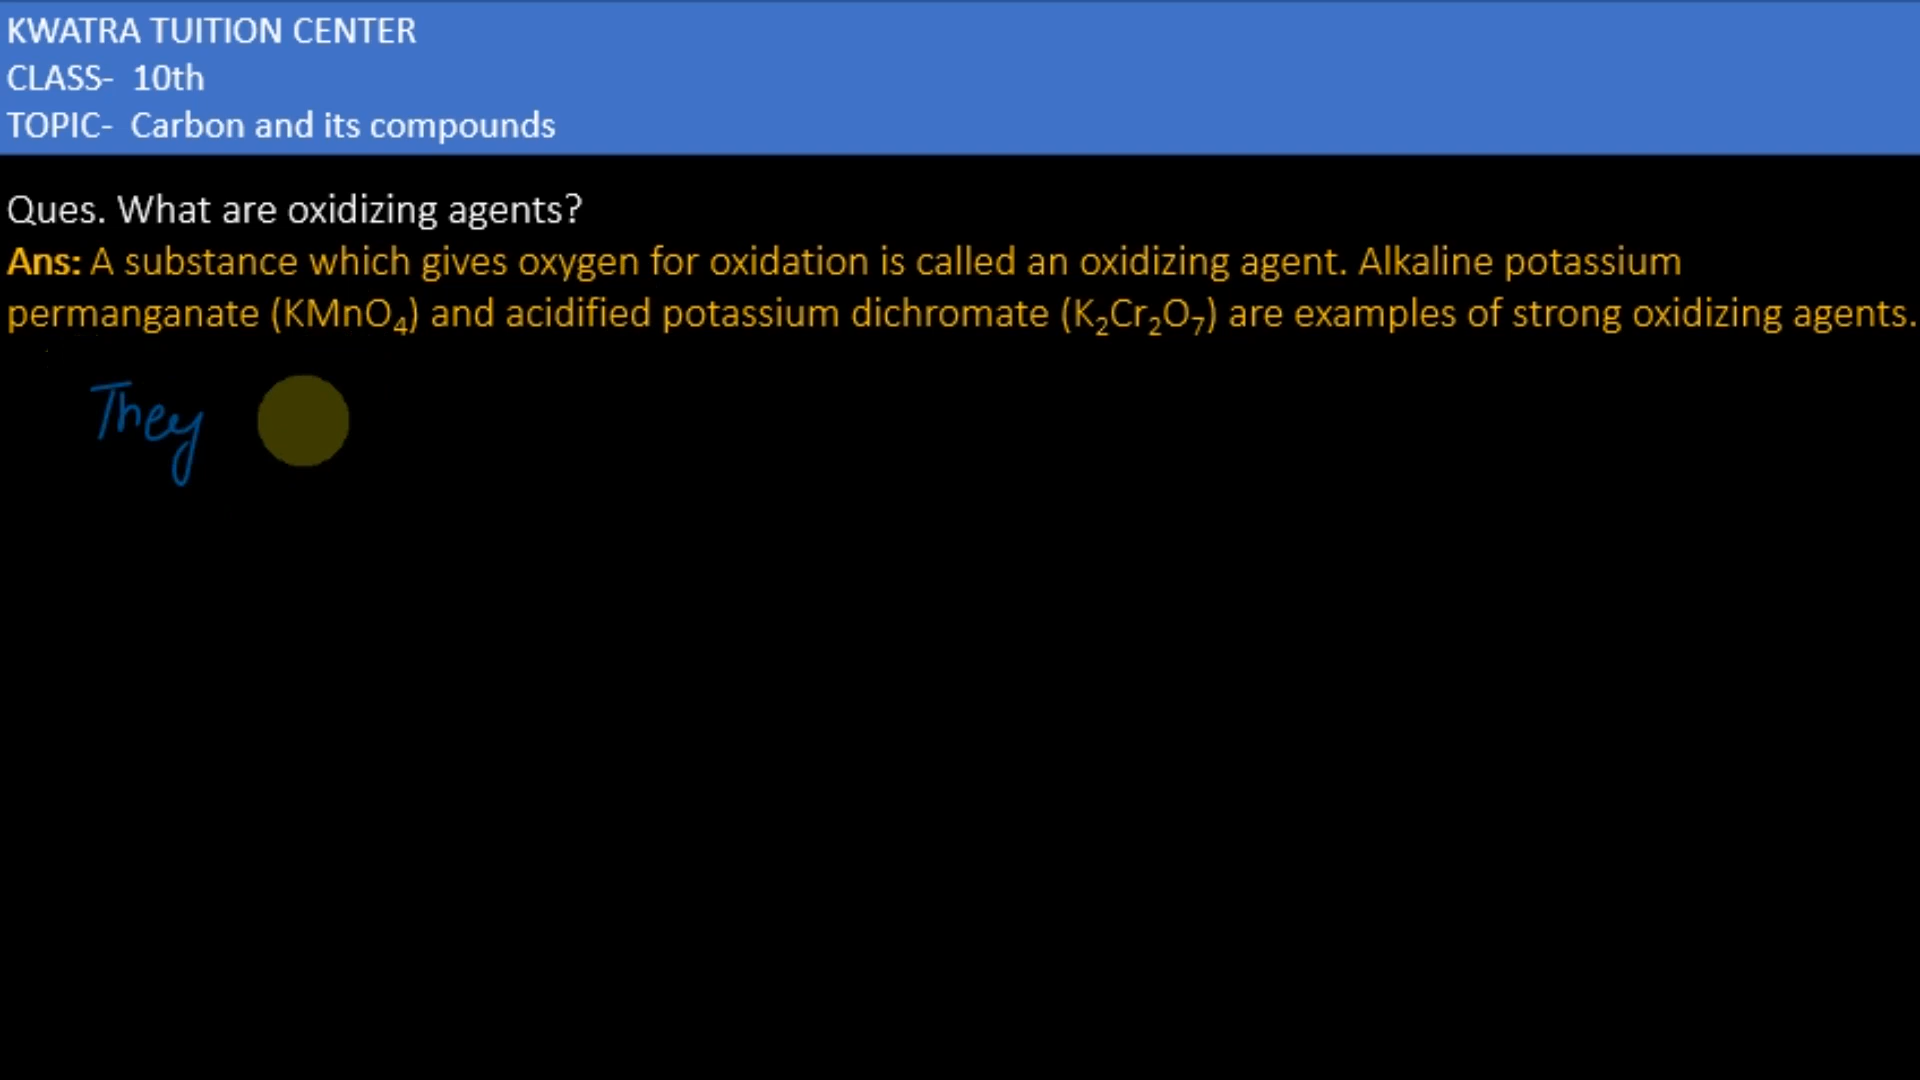 KWATRA TUITION CENTER
CLASS-  10th
TOPIC-  Carbon and its compounds
Ques. What are oxidizing agents?
Ans: A substance which gives oxygen for oxidation is called an oxidizing agent. Alkaline potassium
permanganate (KMnO₄) and acidified potassium dichromate (K₂Cr₂O₇) are examples of strong oxidizing agents.
They